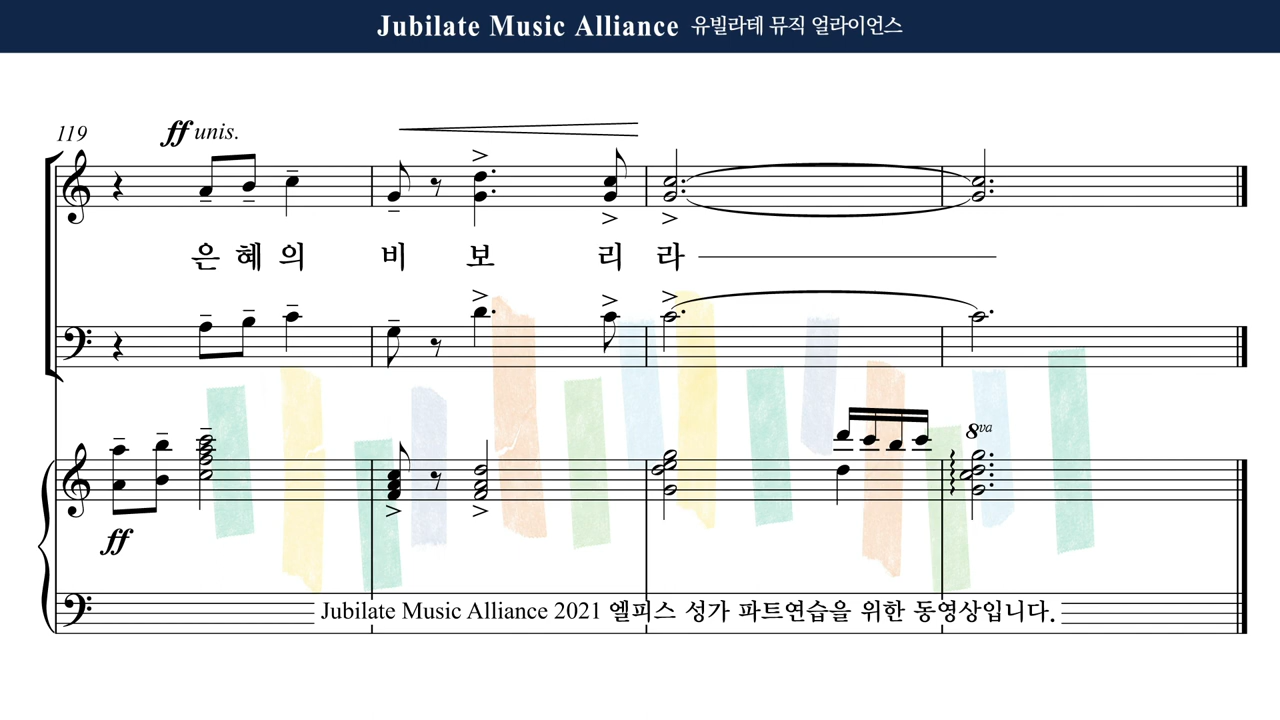 Jubilate Music Alliance 유빌라테 뮤직 얼라이언스
119
ff unis.
은 혜 의 비 보 리 라
8va
ff
Jubilate Music Alliance 2021 엘피스 성가 파트연습을 위한 동영상입니다.